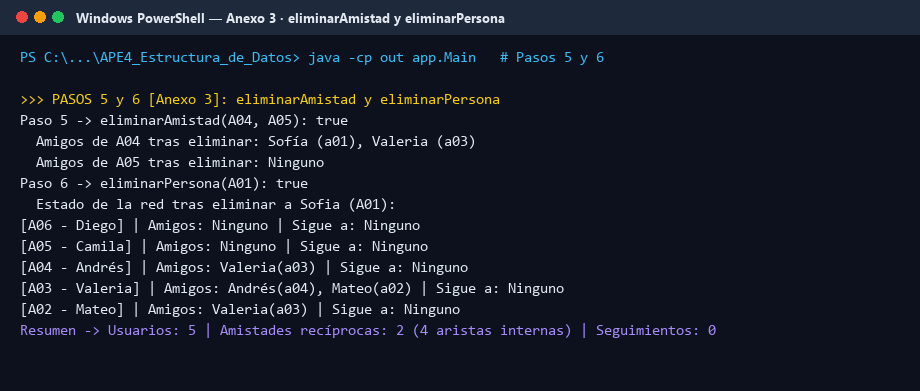 Windows PowerShell — Anexo 3 · eliminarAmistad y eliminarPersona
PS C:\...\APE4_Estructura_de_Datos> java -cp out app.Main   # Pasos 5 y 6
>>> PASOS 5 y 6 [Anexo 3]: eliminarAmistad y eliminarPersona
Paso 5 -> eliminarAmistad(A04, A05): true
  Amigos de A04 tras eliminar: Sofía (a01), Valeria (a03)
  Amigos de A05 tras eliminar: Ninguno
Paso 6 -> eliminarPersona(A01): true
  Estado de la red tras eliminar a Sofia (A01):
[A06 - Diego] | Amigos: Ninguno | Sigue a: Ninguno
[A05 - Camila] | Amigos: Ninguno | Sigue a: Ninguno
[A04 - Andrés] | Amigos: Valeria(a03) | Sigue a: Ninguno
[A03 - Valeria] | Amigos: Andrés(a04), Mateo(a02) | Sigue a: Ninguno
[A02 - Mateo] | Amigos: Valeria(a03) | Sigue a: Ninguno
Resumen -> Usuarios: 5 | Amistades recíprocas: 2 (4 aristas internas) | Seguimientos: 0